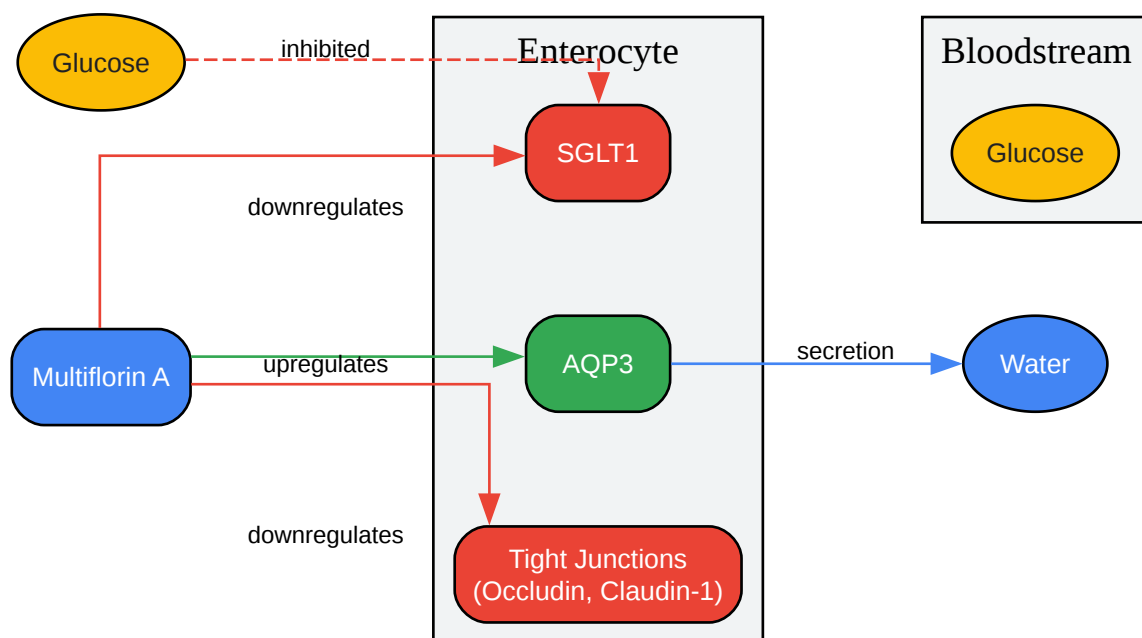 inhibited
Glucose
Enterocyte
Bloodstream
SGLT1
Glucose
downregulates
Multiflorin A
upregulates
AQP3
secretion
Water
downregulates
Tight Junctions
(Occludin, Claudin-1)